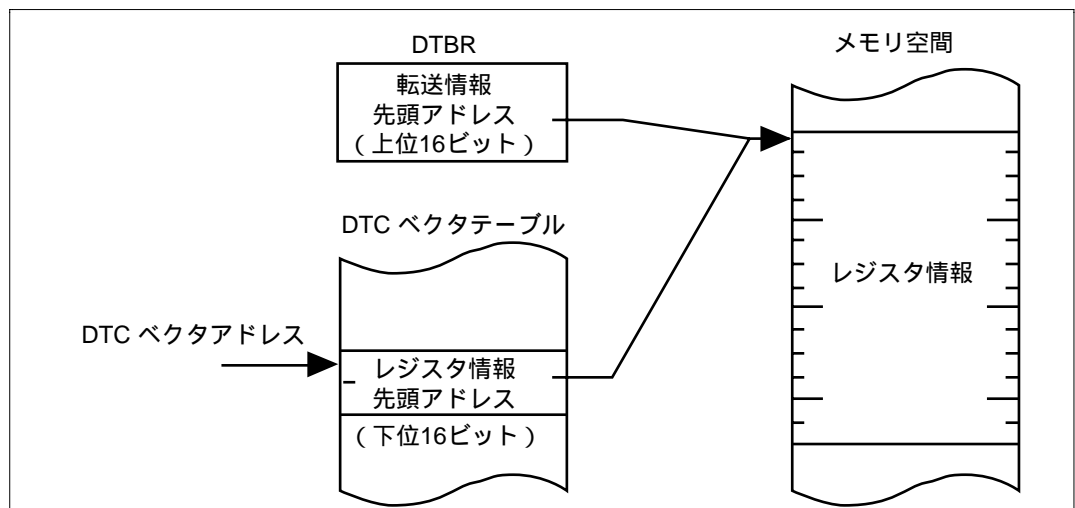 DTBR
転送情報
先頭アドレス
(上位16ビット)
メモリ空間
DTC ベクタテーブル
DTC ベクタアドレス
レジスタ情報
先頭アドレス
(下位16ビット)
レジスタ情報